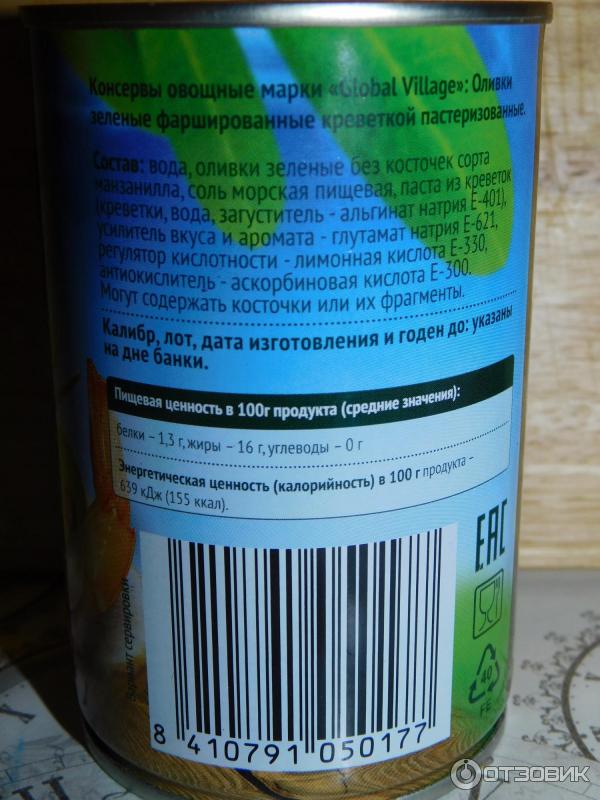 Консервы овощные марки «Global Village»: Оливки
зеленые фаршированные креветкой пастеризованные.
Состав: вода, оливки зеленые без косточек сорта
манзанилла, соль морская пищевая, паста из креветок
(креветки, вода, загуститель - альгинат натрия Е-401),
усилитель вкуса и аромата - глутамат натрия Е-621,
регулятор кислотности - лимонная кислота Е-330,
антиокислитель - аскорбиновая кислота Е-300.
Могут содержать косточки или их фрагменты.
Калибр, лот, дата изготовления и годен до: указаны
на дне банки.
Пищевая ценность в 100г продукта (средние значения):
белки – 1,3 г, жиры – 16 г, углеводы – 0 г
Энергетическая ценность (калорийность) в 100 г продукта –
639 кДж (155 ккал).
EAC
Вариант сервировки
40
FE
8 410791 050177
ОТЗОВИК